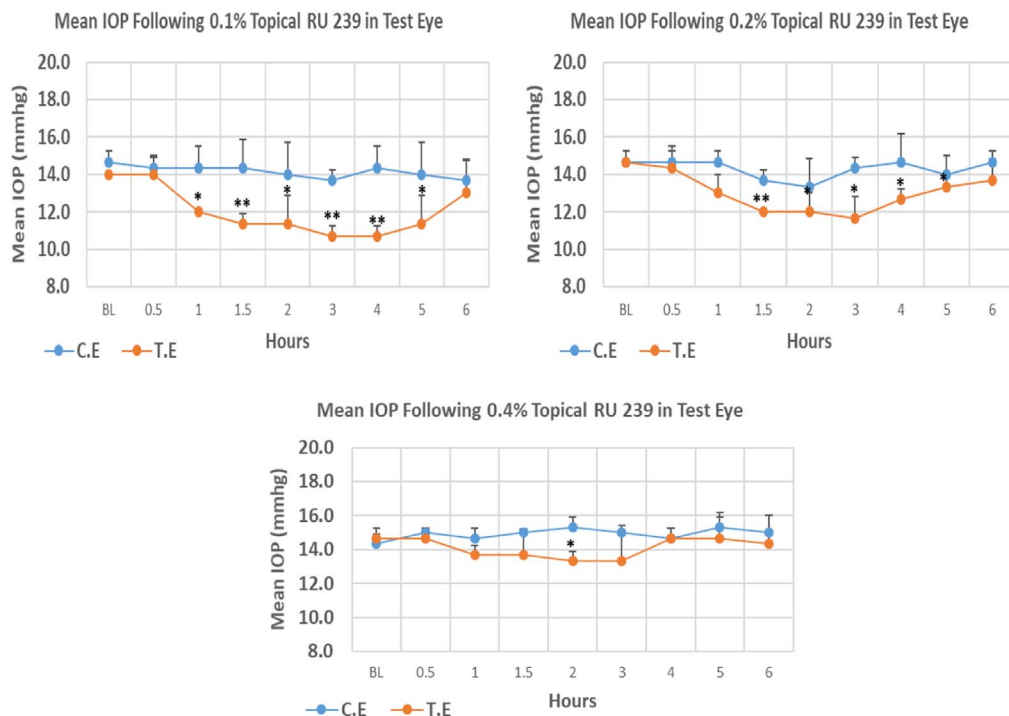 Mean IOP Following 0.1% Topical RU 239 in Test Eye
Mean IOP (mmhg)
20.0
18.0
16.0
14.0
12.0
10.0
8.0
* ** * ** ** *
BL 0.5 1 1.5 2 3 4 5 6
Hours
C.E T.E
Mean IOP Following 0.2% Topical RU 239 in Test Eye
Mean IOP (mmhg)
20.0
18.0
16.0
14.0
12.0
10.0
8.0
** * * * *
BL 0.5 1 1.5 2 3 4 5 6
Hours
C.E T.E
Mean IOP Following 0.4% Topical RU 239 in Test Eye
Mean IOP (mmhg)
20.0
18.0
16.0
14.0
12.0
10.0
8.0
*
BL 0.5 1 1.5 2 3 4 5 6
Hours
C.E T.E